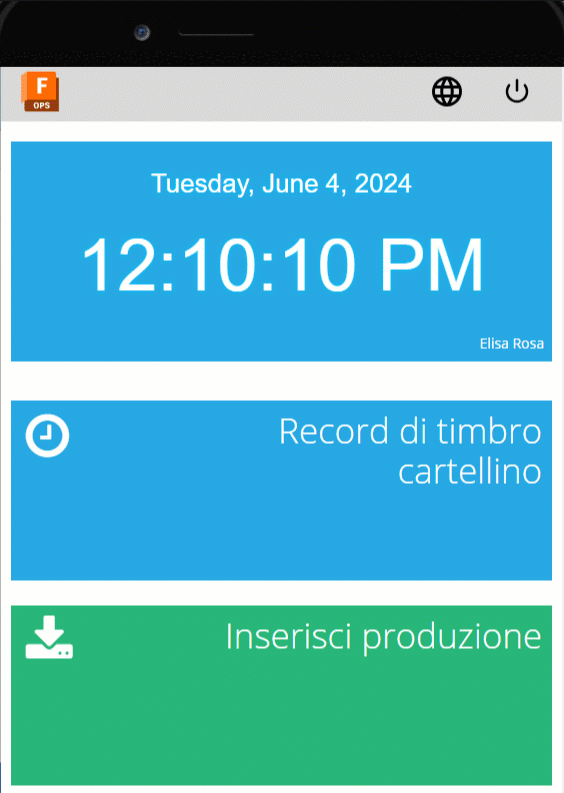 F
OPS
Tuesday, June 4, 2024
12:10:10 PM
Elisa Rosa
Record di timbro
cartellino
Inserisci produzione